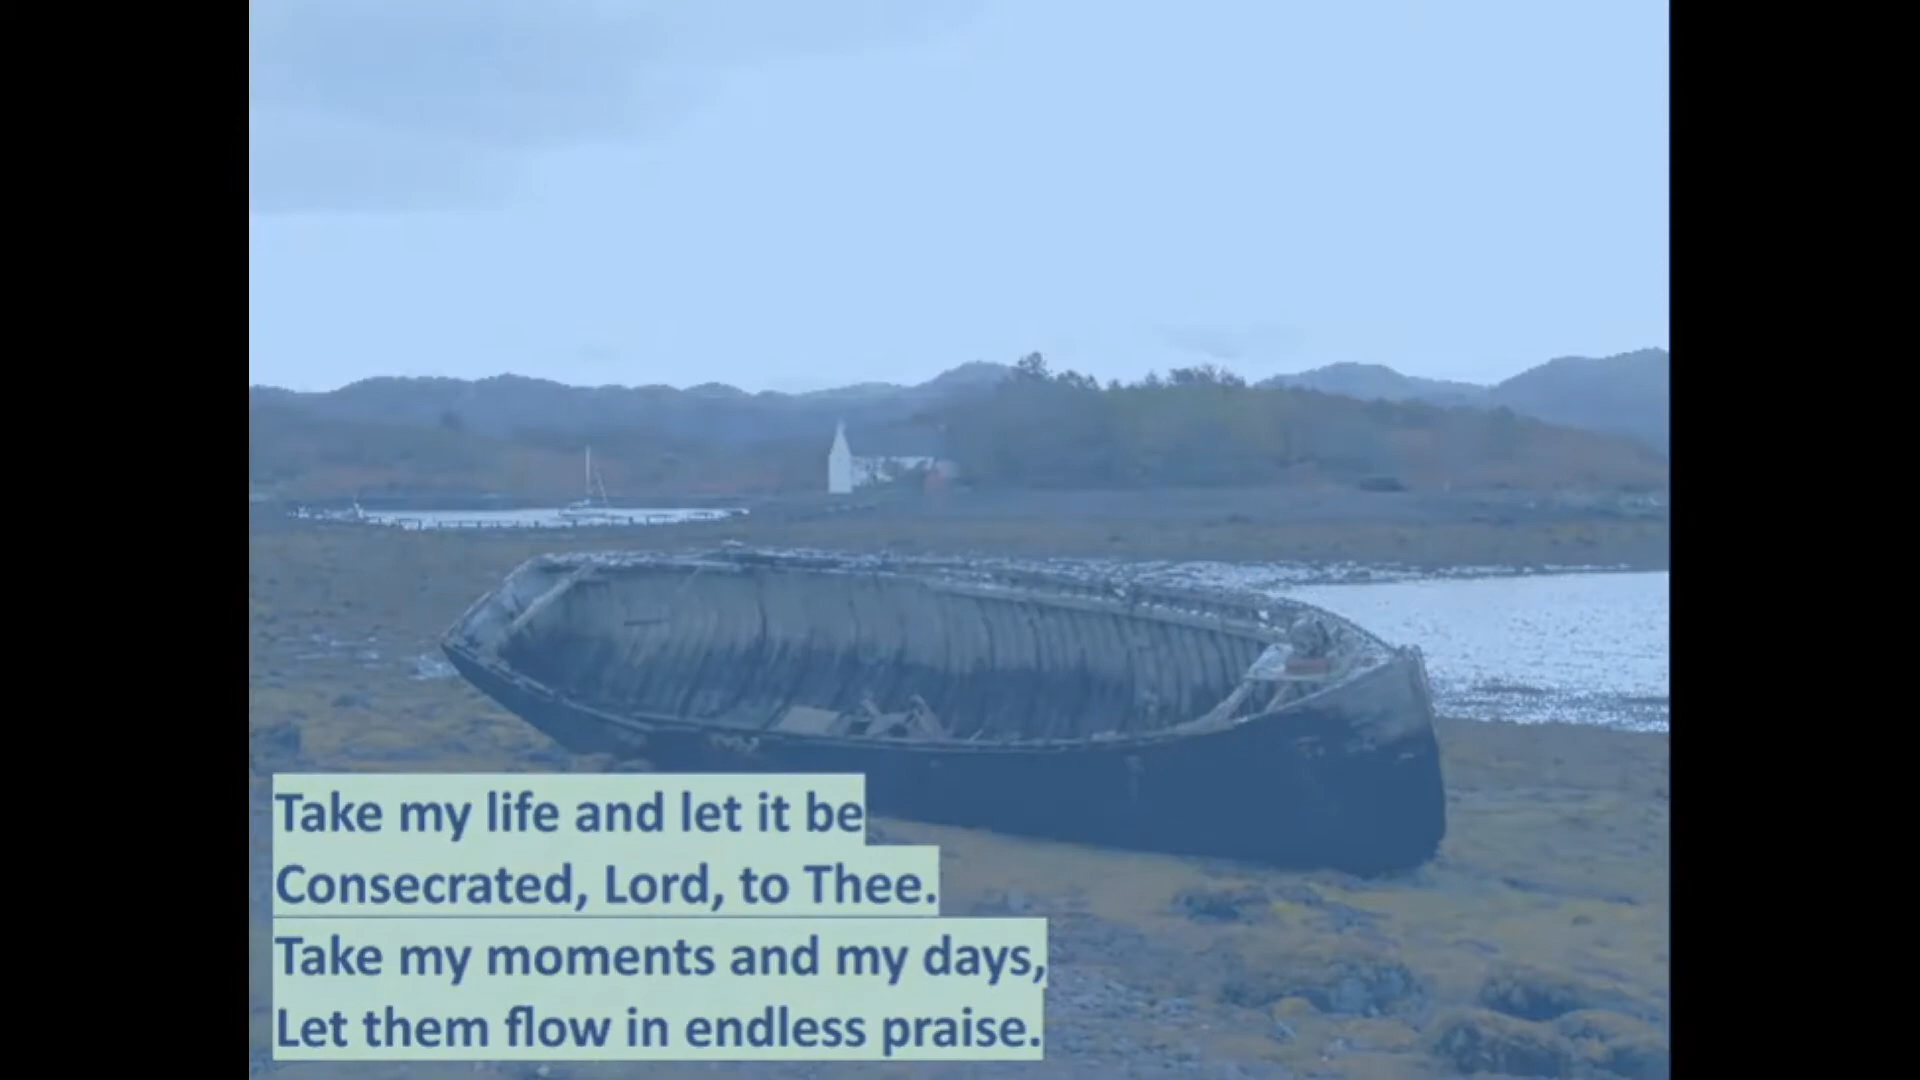 Take my life and let it be
Consecrated, Lord, to Thee.
Take my moments and my days,
Let them flow in endless praise.